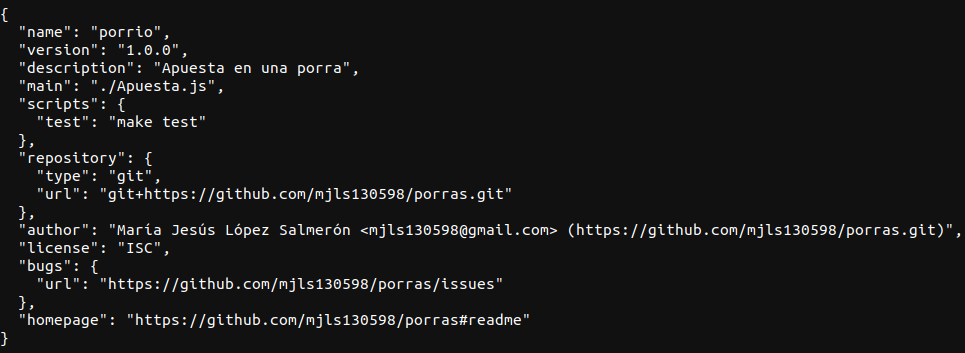 {
  "name": "porrio",
  "version": "1.0.0",
  "description": "Apuesta en una porra",
  "main": "./Apuesta.js",
  "scripts": {
    "test": "make test"
  },
  "repository": {
    "type": "git",
    "url": "git+https://github.com/mjls130598/porras.git"
  },
  "author": "María Jesús López Salmerón <mjls130598@gmail.com> (https://github.com/mjls130598/porras.git)",
  "license": "ISC",
  "bugs": {
    "url": "https://github.com/mjls130598/porras/issues"
  },
  "homepage": "https://github.com/mjls130598/porras#readme"
}